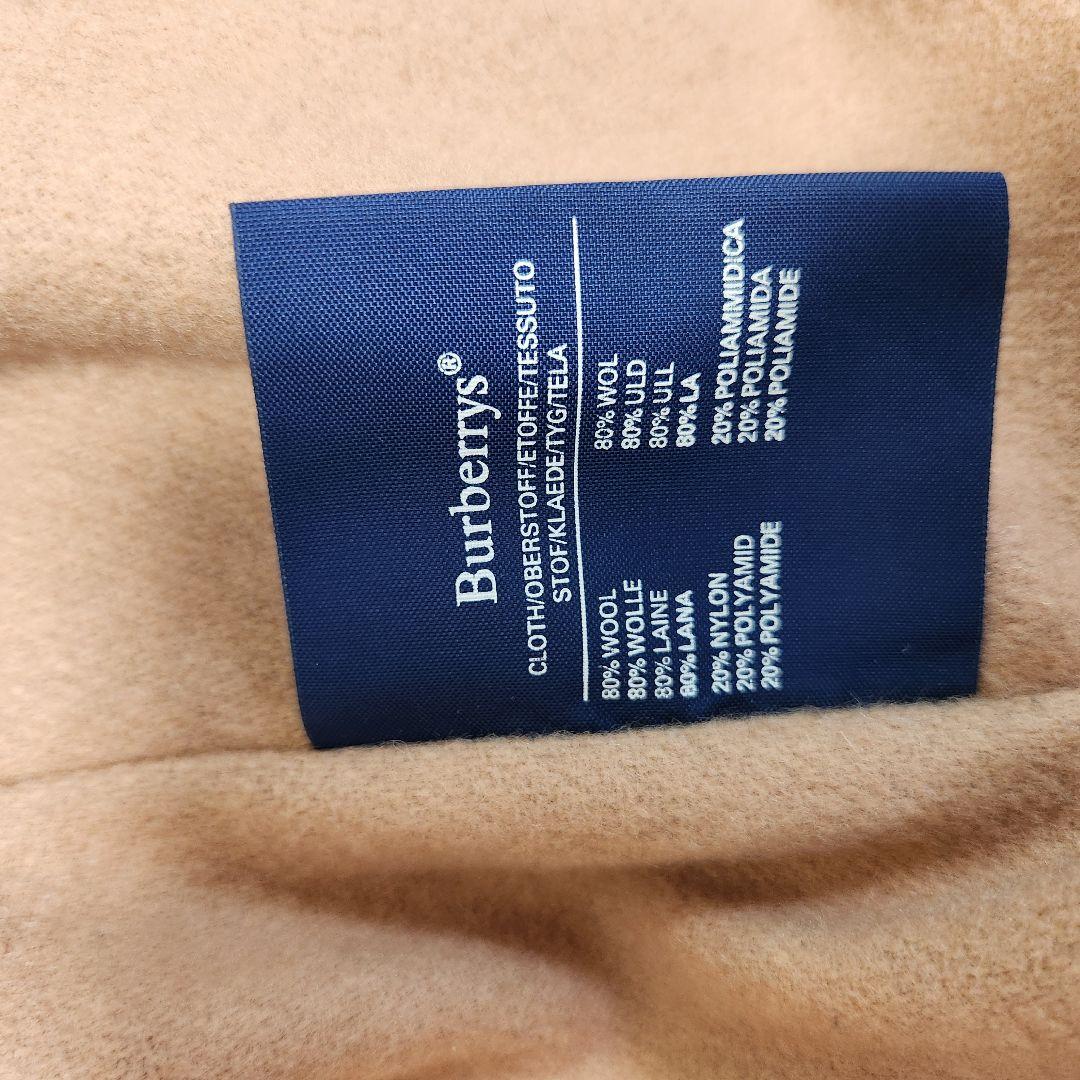 Burberrys®
CLOTH/OBERSTOFF/ETOFFE/TESSUTO
STOF/KLAEDE/TYG/TELA
80% WOOL
80% WOLLE
80% LAINE
80% LANA
20% NYLON
20% POLYAMID
20% POLYAMIDE
80% WOL
80% ULD
80% ULL
80% LA
20% POLIAMMIDICA
20% POLIAMIDA
20% POLIAMIDE